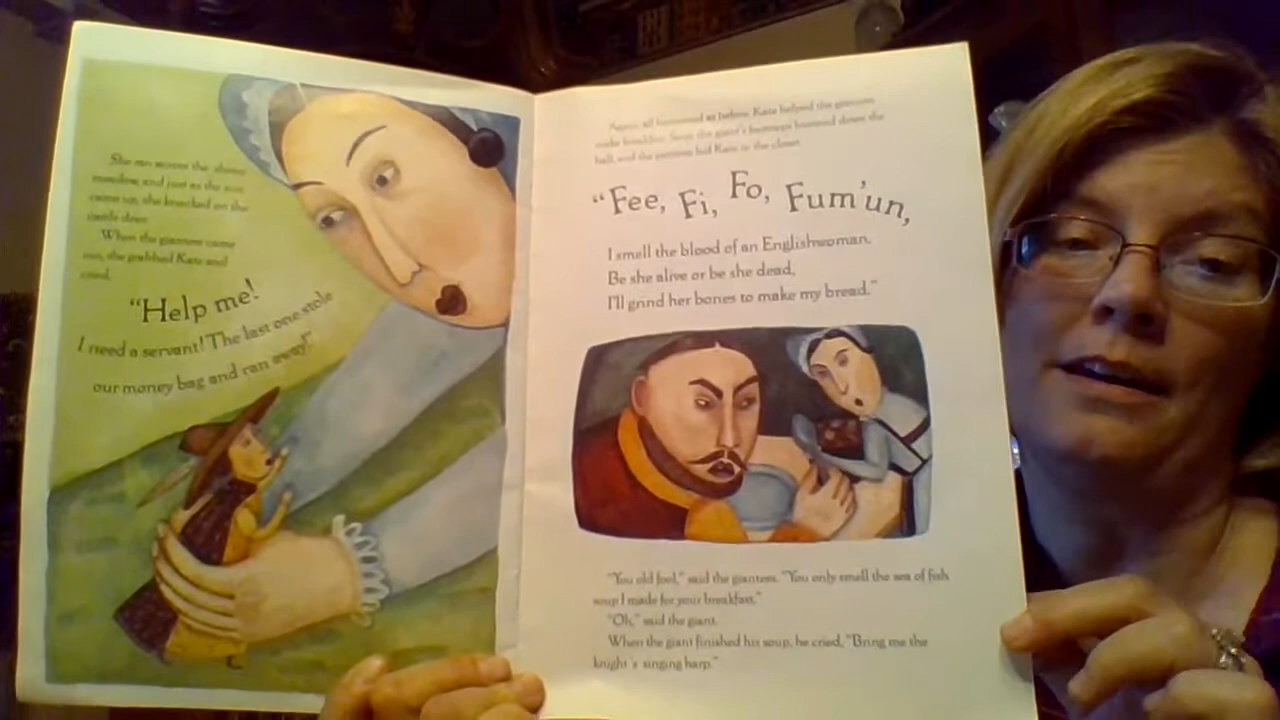 She ran across the
meadow, and just as the sun
came up, she knocked on the
castle door.
When the giantess came
out, she grabbed Kate and
cried,
"Help me!
I need a servant! The last one stole
our money bag and ran away!"
Again, all happened as before. Kate helped the giantess
make breakfast. Soon the giant's footsteps boomed down the
hall, and the giantess hid Kate in the closet.
"Fee, Fi, Fo, Fum'un,
I smell the blood of an Englishwoman.
Be she alive or be she dead,
I'll grind her bones to make my bread."
"You old fool," said the giantess. "You only smell the sea of fish
soup I made for your breakfast."
"Oh," said the giant.
When the giant finished his soup, he cried, "Bring me the
knight's singing harp."